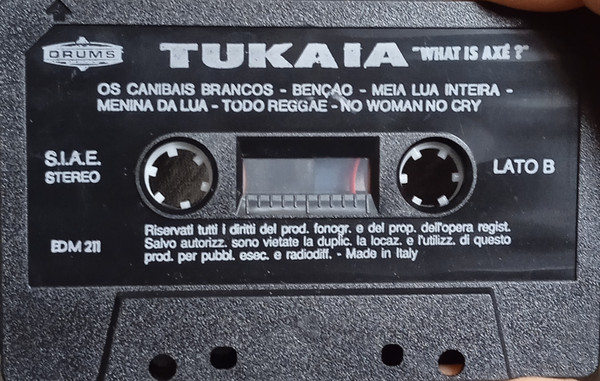 DRUMS
TUKAIA "WHAT IS AXÉ ?"
OS CANIBAIS BRANCOS - BENÇAO - MEIA LUA INTEIRA -
MENINA DA LUA - TODO REGGAE - NO WOMAN NO CRY
S.I.A.E.
STEREO
LATO B
EDM 211
Riservati tutti i diritti del prod. fonogr. e del prop. dell'opera regist.
Salvo autorizz. sono vietate la duplic. la locaz. e l'utilizz. di questo
prod. per pubbl. esec. e radiodiff. - Made in Italy